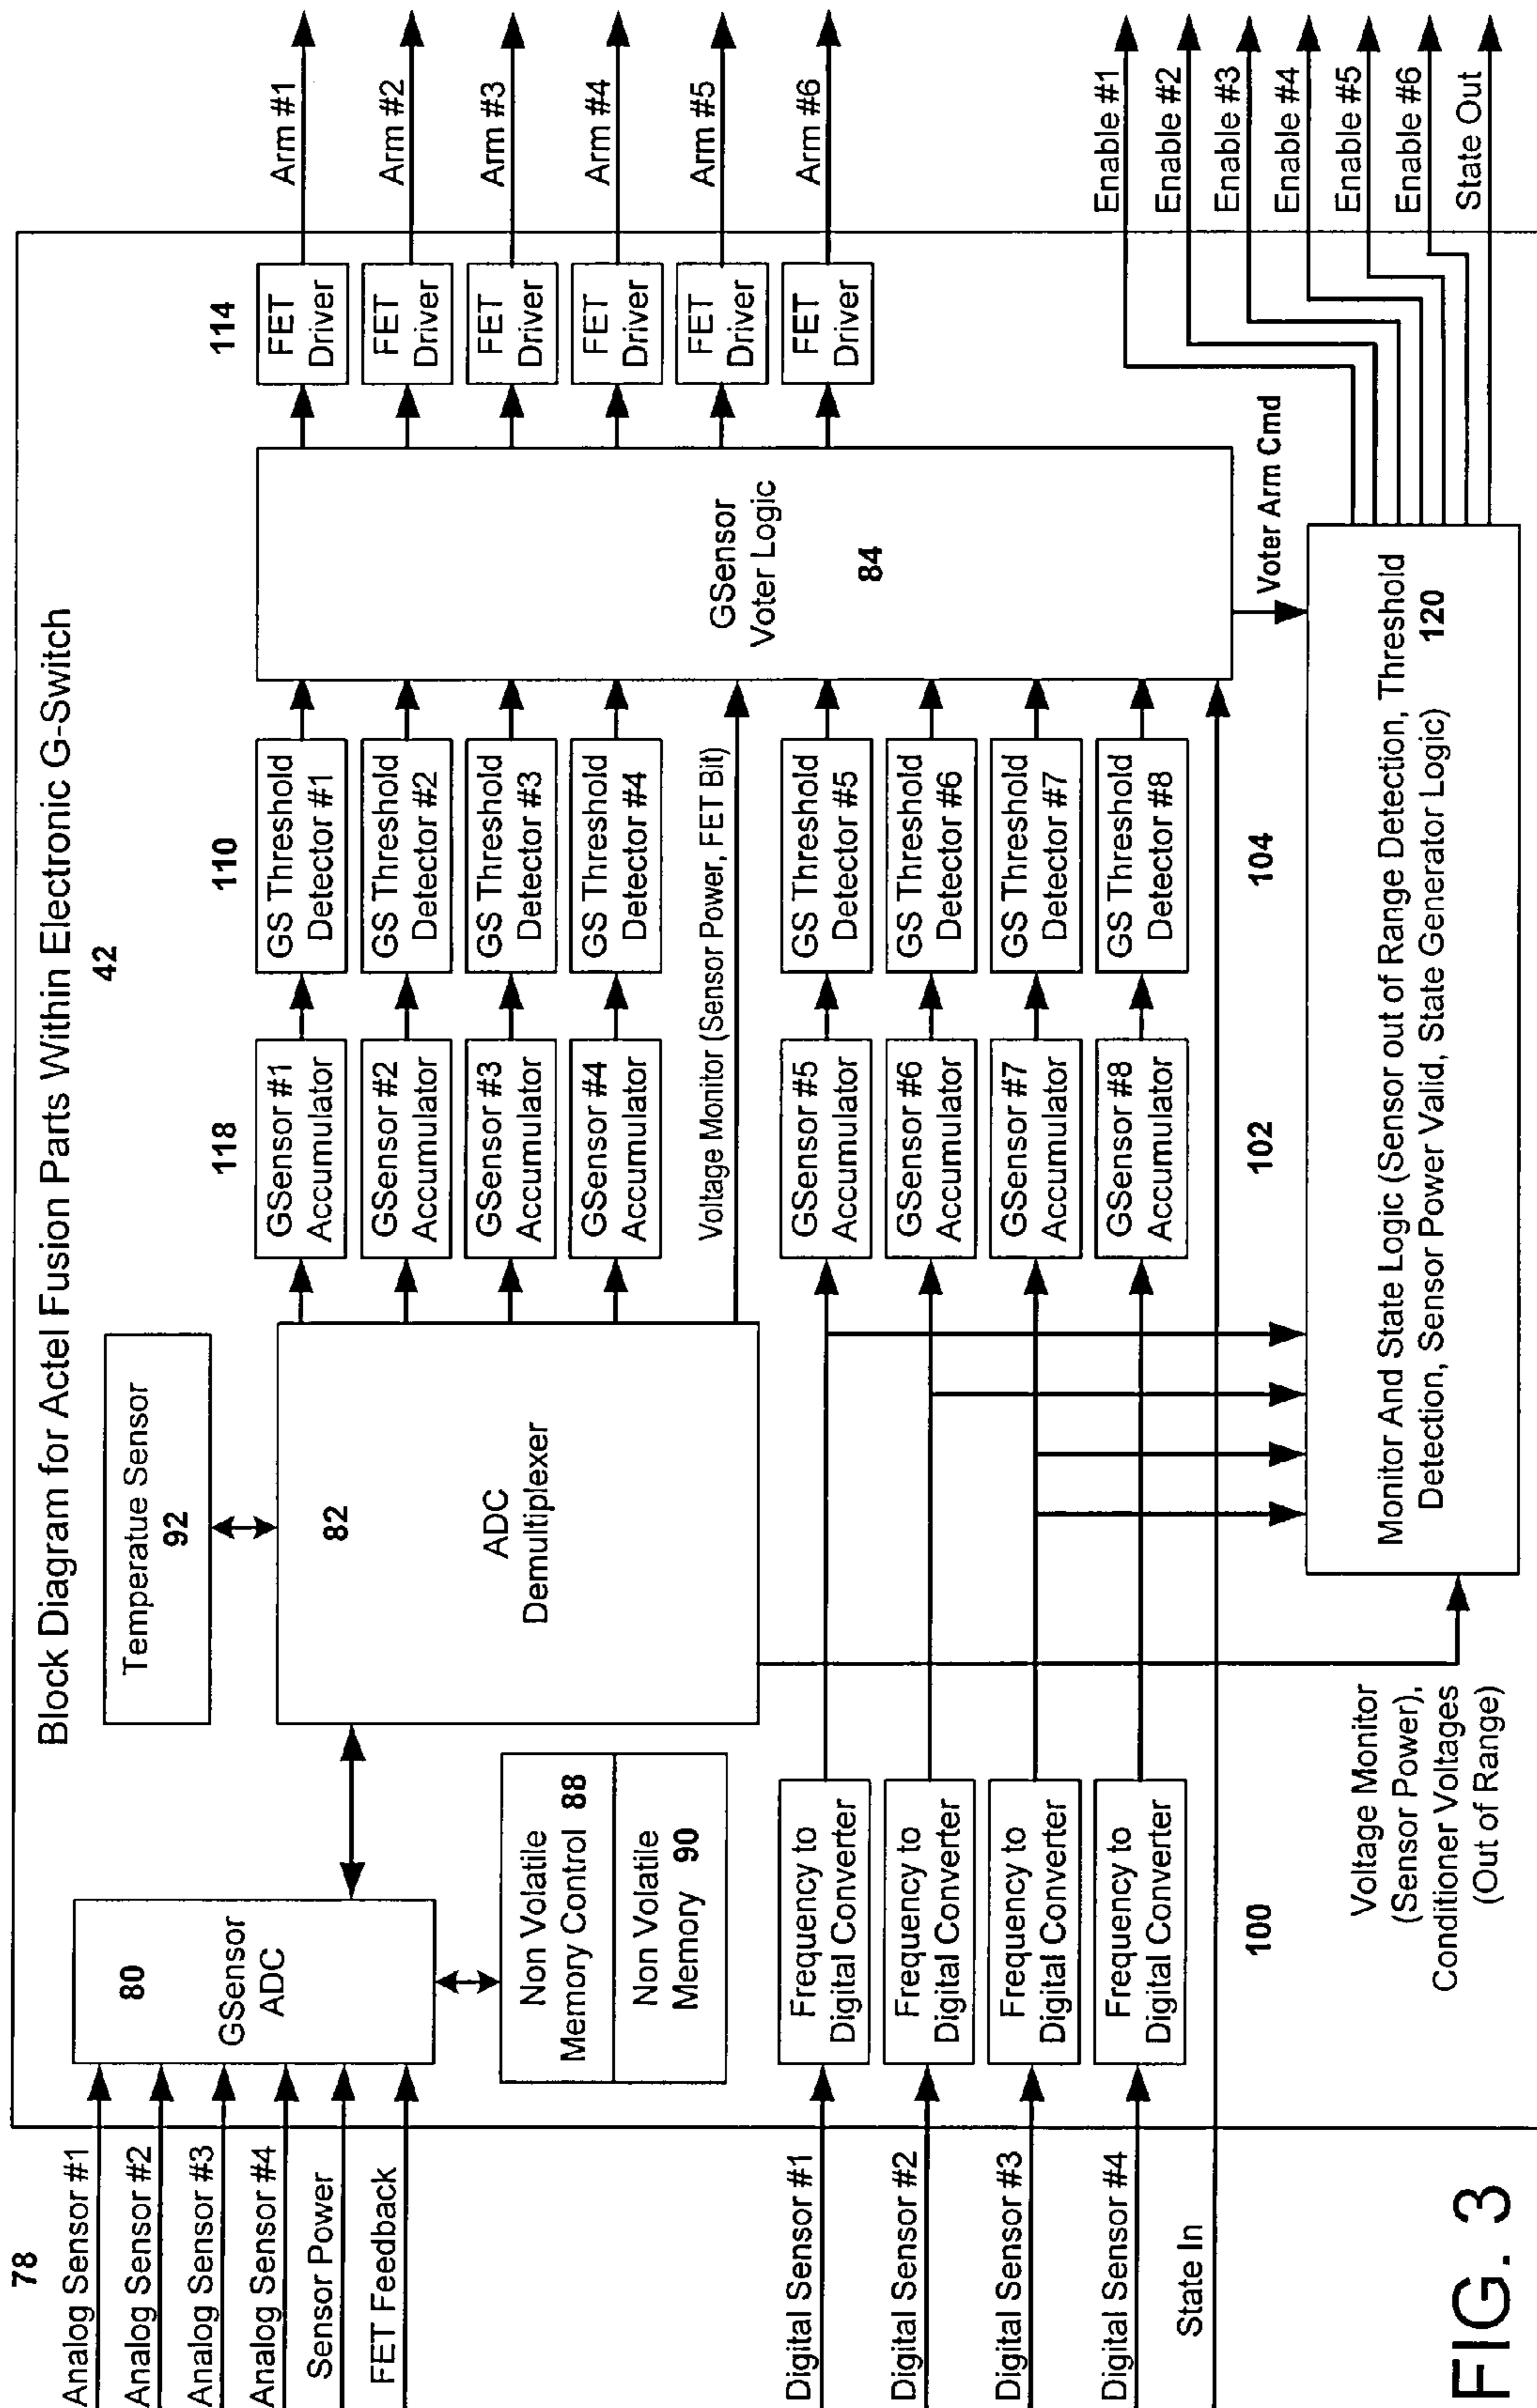 Block Diagram for Actel Fusion Parts Within Electronic G-Switch
42
78
Analog Sensor #1
Analog Sensor #2
Analog Sensor #3
Analog Sensor #4
Sensor Power
FET Feedback
80
GSensor
ADC
Non Volatile
Memory Control 88
Non Volatile
Memory 90
Temperatue Sensor
92
82
ADC
Demultiplexer
118
GSensor #1
Accumulator
GSensor #2
Accumulator
GSensor #3
Accumulator
GSensor #4
Accumulator
110
GS Threshold
Detector #1
GS Threshold
Detector #2
GS Threshold
Detector #3
GS Threshold
Detector #4
Voltage Monitor (Sensor Power, FET Bit)
GSensor
Voter Logic
84
114
FET
Driver
FET
Driver
FET
Driver
FET
Driver
FET
Driver
FET
Driver
Arm #1
Arm #2
Arm #3
Arm #4
Arm #5
Arm #6
Digital Sensor #1
Digital Sensor #2
Digital Sensor #3
Digital Sensor #4
State In
Frequency to
Digital Converter
Frequency to
Digital Converter
Frequency to
Digital Converter
Frequency to
Digital Converter
100
GSensor #5
Accumulator
GSensor #6
Accumulator
GSensor #7
Accumulator
GSensor #8
Accumulator
102
GS Threshold
Detector #5
GS Threshold
Detector #6
GS Threshold
Detector #7
GS Threshold
Detector #8
104
Voter Arm Cmd
Voltage Monitor
(Sensor Power),
Conditioner Voltages
(Out of Range)
Monitor And State Logic (Sensor out of Range Detection, Threshold
Detection, Sensor Power Valid, State Generator Logic)
120
Enable #1
Enable #2
Enable #3
Enable #4
Enable #5
Enable #6
State Out
FIG. 3